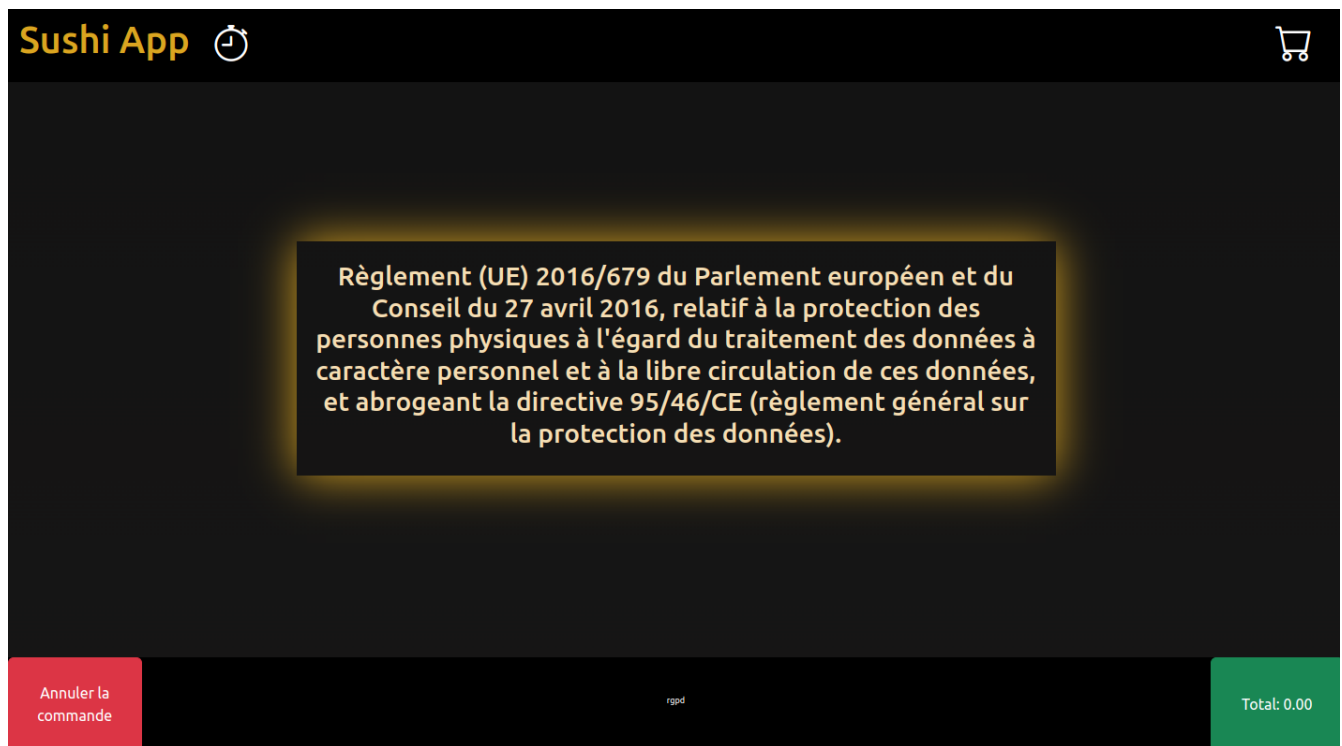 Sushi App
Règlement (UE) 2016/679 du Parlement européen et du
Conseil du 27 avril 2016, relatif à la protection des
personnes physiques à l'égard du traitement des données à
caractère personnel et à la libre circulation de ces données,
et abrogeant la directive 95/46/CE (règlement général sur
la protection des données).
Annuler la
commande
rgpd
Total: 0.00